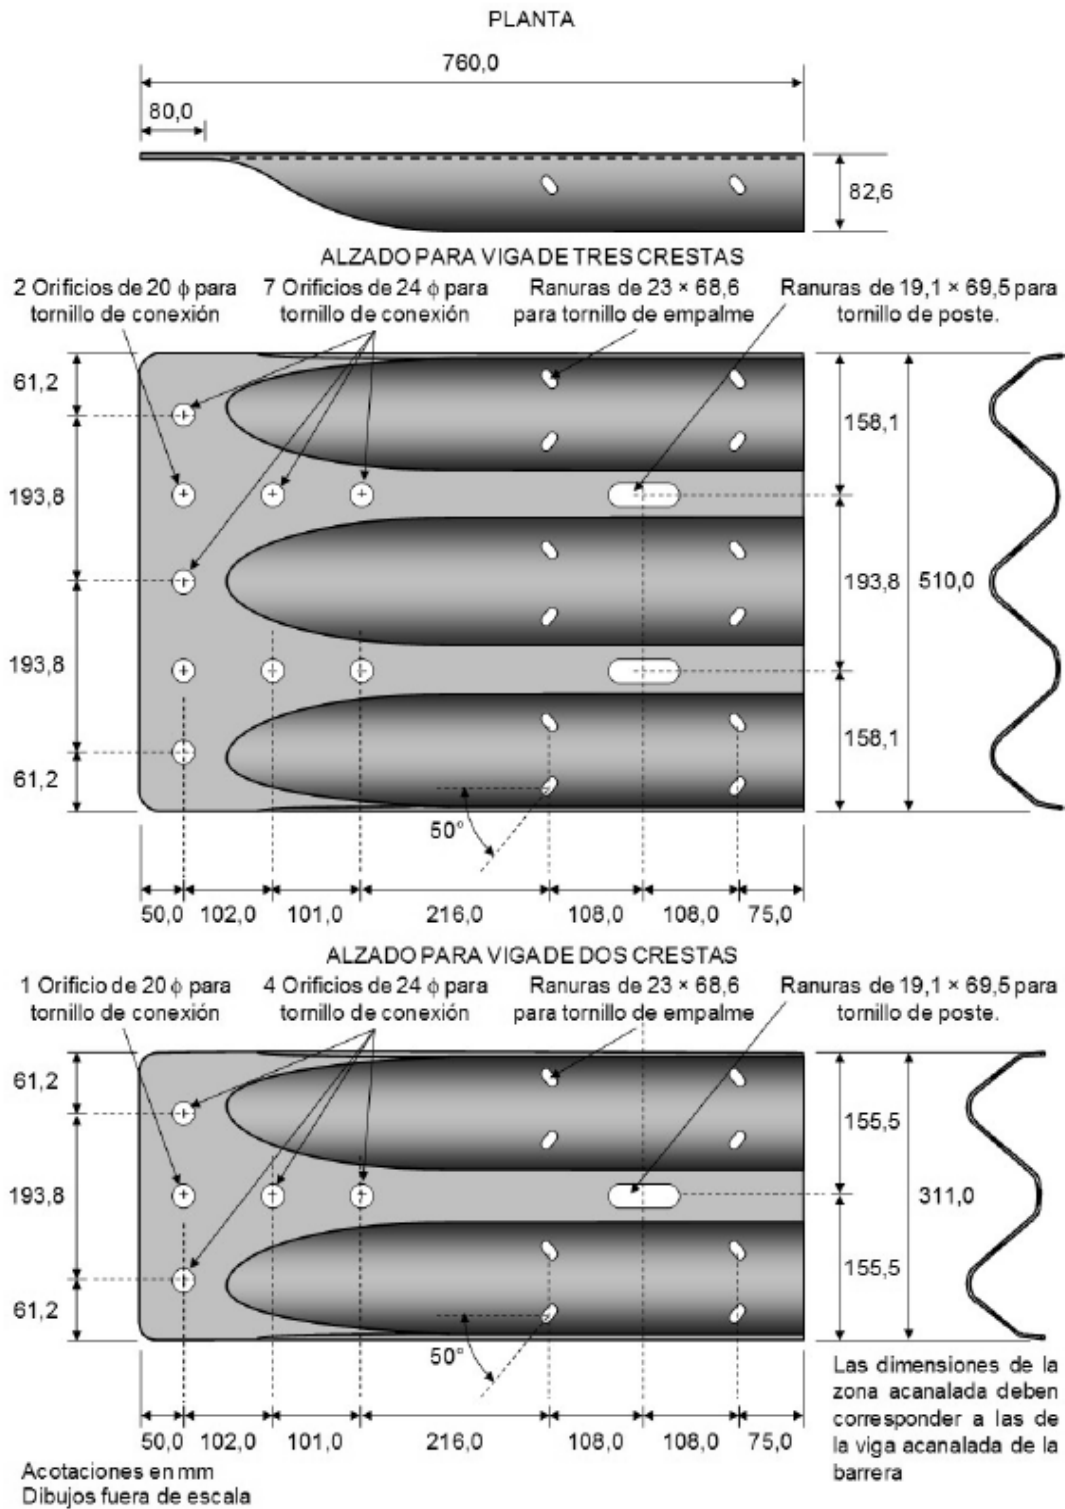 PLANTA
760,0
80,0
82,6
ALZADO PARA VIGA DE TRES CRESTAS
2 Orificios de 20 ϕ para
tornillo de conexión
7 Orificios de 24 ϕ para
tornillo de conexión
Ranuras de 23 × 68,6
para tornillo de empalme
Ranuras de 19,1 × 69,5 para
tornillo de poste.
61,2
193,8
193,8
61,2
158,1
193,8
158,1
510,0
50°
50,0
102,0
101,0
216,0
108,0
108,0
75,0
ALZADO PARA VIGA DE DOS CRESTAS
1 Orificio de 20 ϕ para
tornillo de conexión
4 Orificios de 24 ϕ para
tornillo de conexión
Ranuras de 23 × 68,6
para tornillo de empalme
Ranuras de 19,1 × 69,5 para
tornillo de poste.
61,2
193,8
61,2
155,5
155,5
311,0
50°
50,0
102,0
101,0
216,0
108,0
108,0
75,0
Las dimensiones de la
zona acanalada deben
corresponder a las de
la viga acanalada de la
barrera
Acotaciones en mm
Dibujos fuera de escala